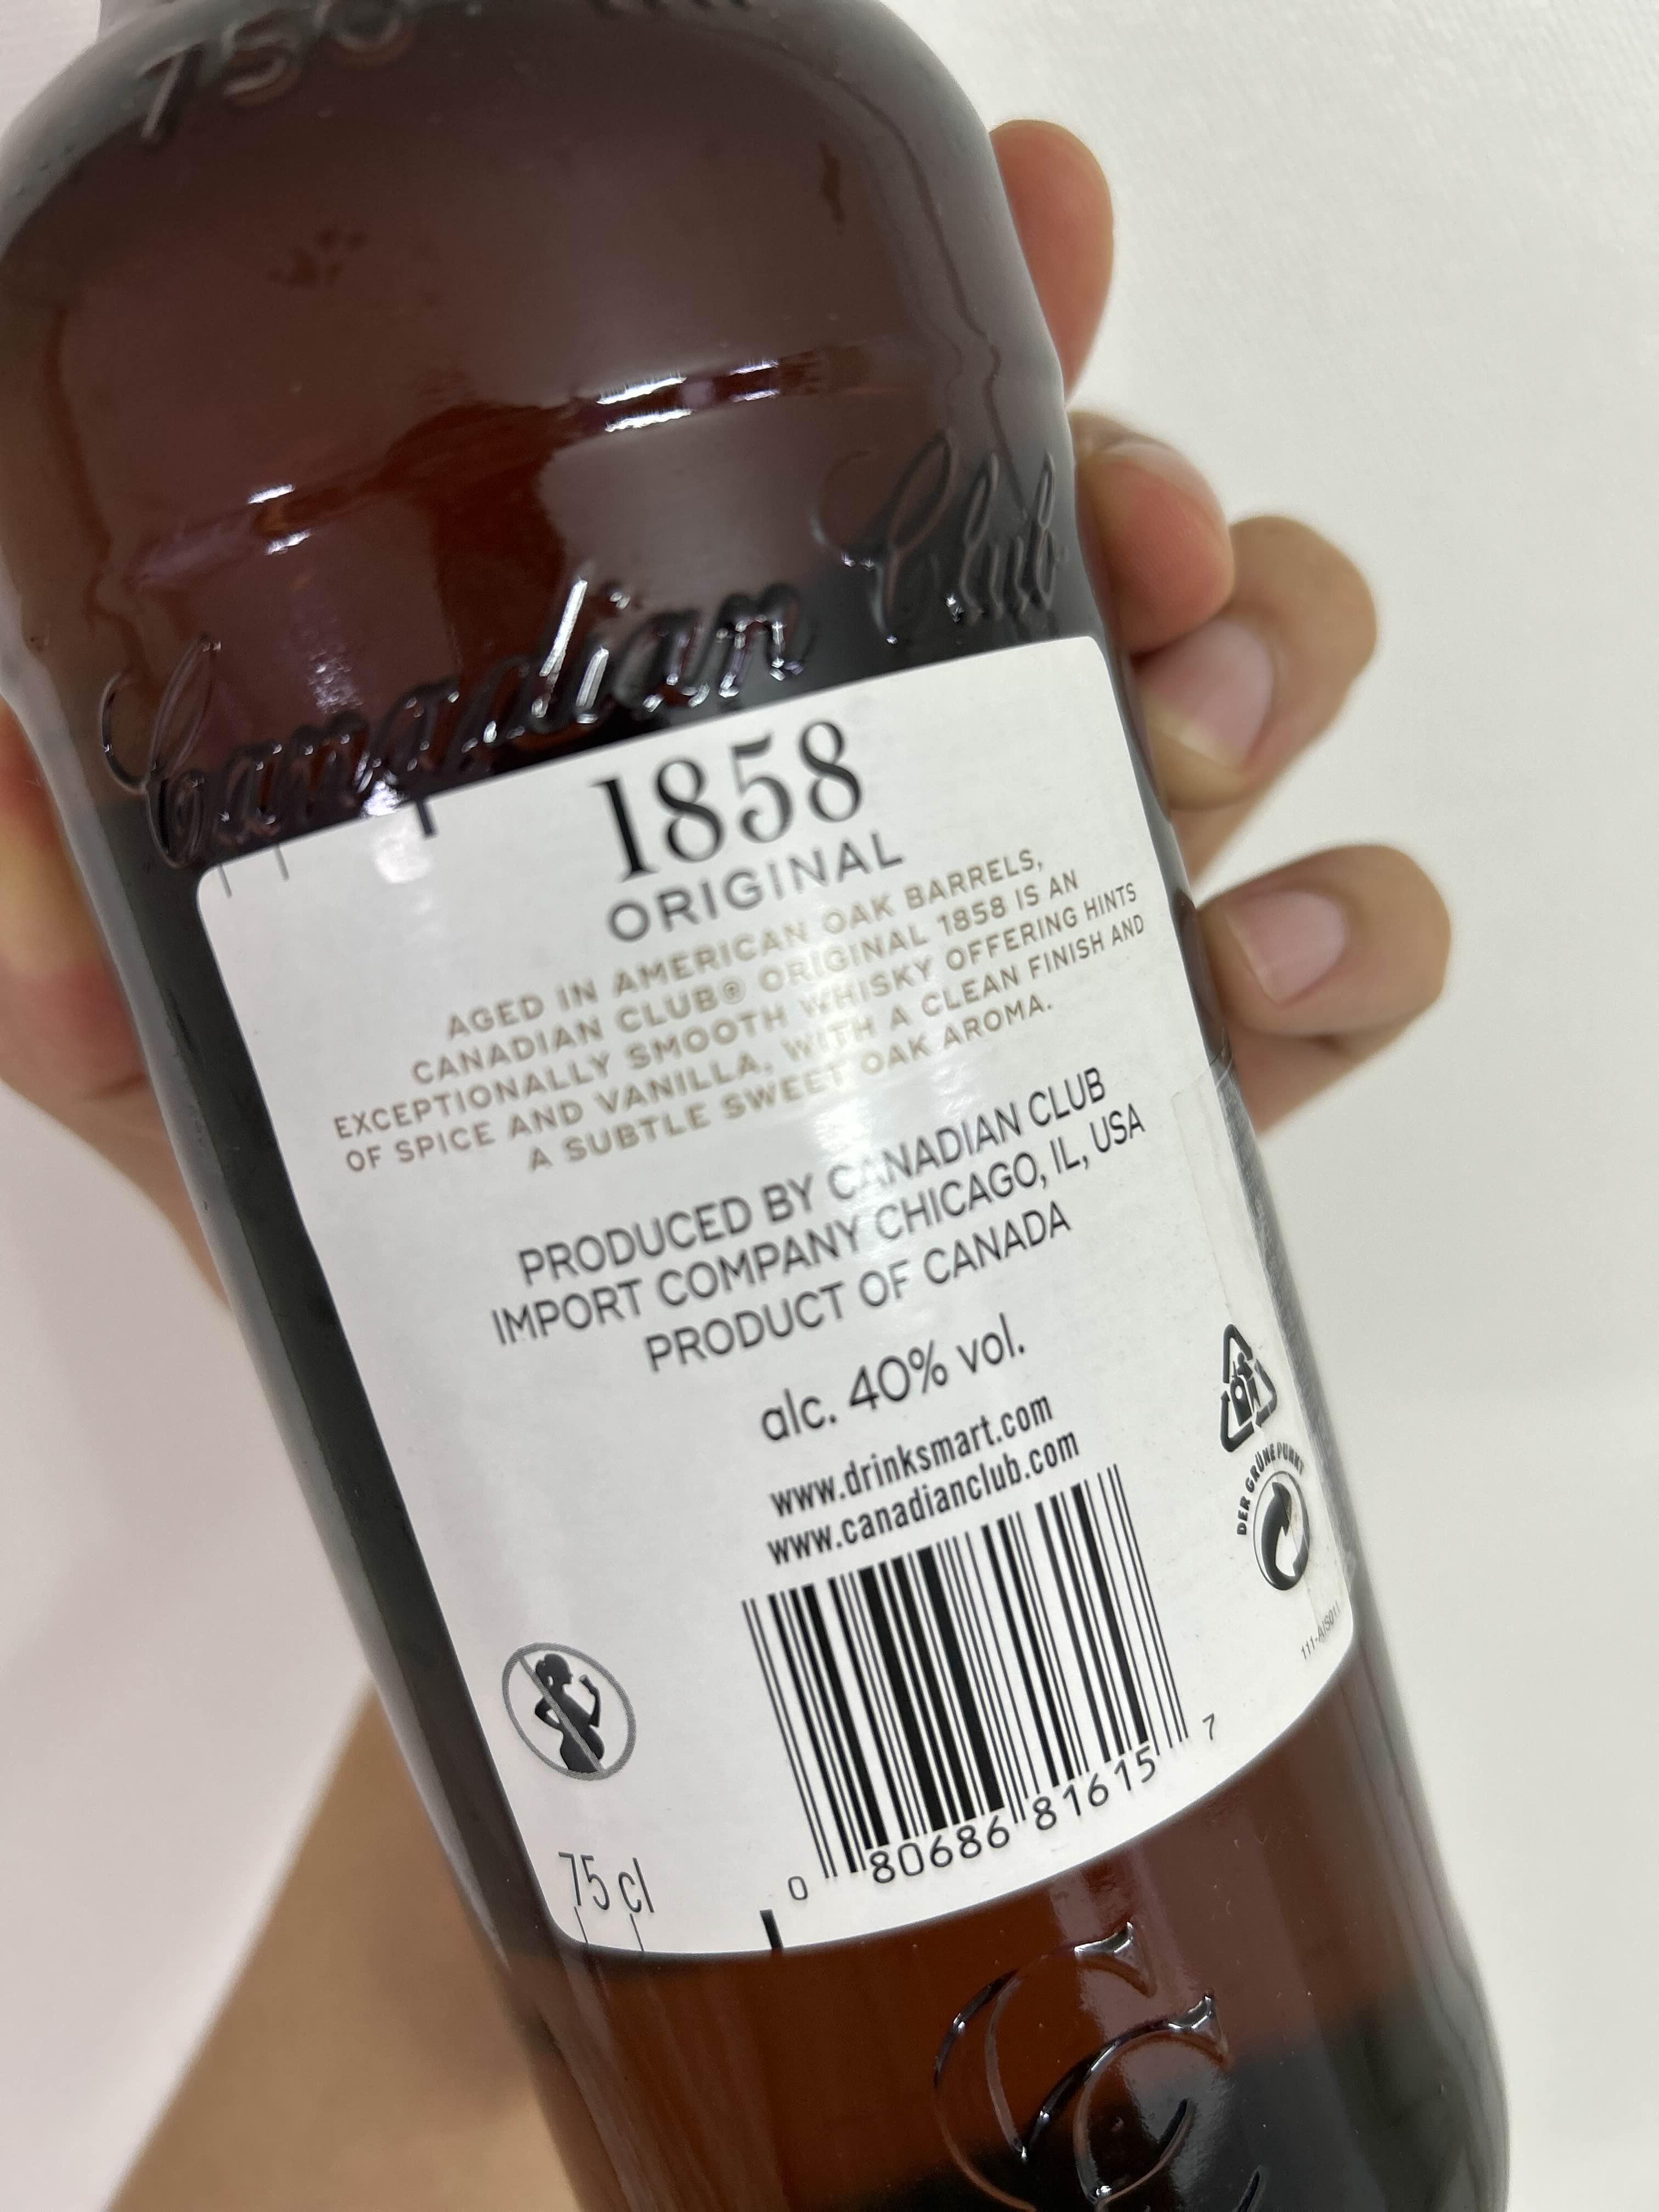 750 ml
Canadian Club
1858
ORIGINAL
AGED IN AMERICAN OAK BARRELS,
CANADIAN CLUB® ORIGINAL 1858 IS AN
EXCEPTIONALLY SMOOTH WHISKY OFFERING HINTS
OF SPICE AND VANILLA, WITH A CLEAN FINISH AND
A SUBTLE SWEET OAK AROMA.
PRODUCED BY CANADIAN CLUB
IMPORT COMPANY CHICAGO, IL, USA
PRODUCT OF CANADA
alc. 40% vol.
www.drinksmart.com
www.canadianclub.com
DER GRÜNE PUNKT
75 cl
0 80686 81615 7